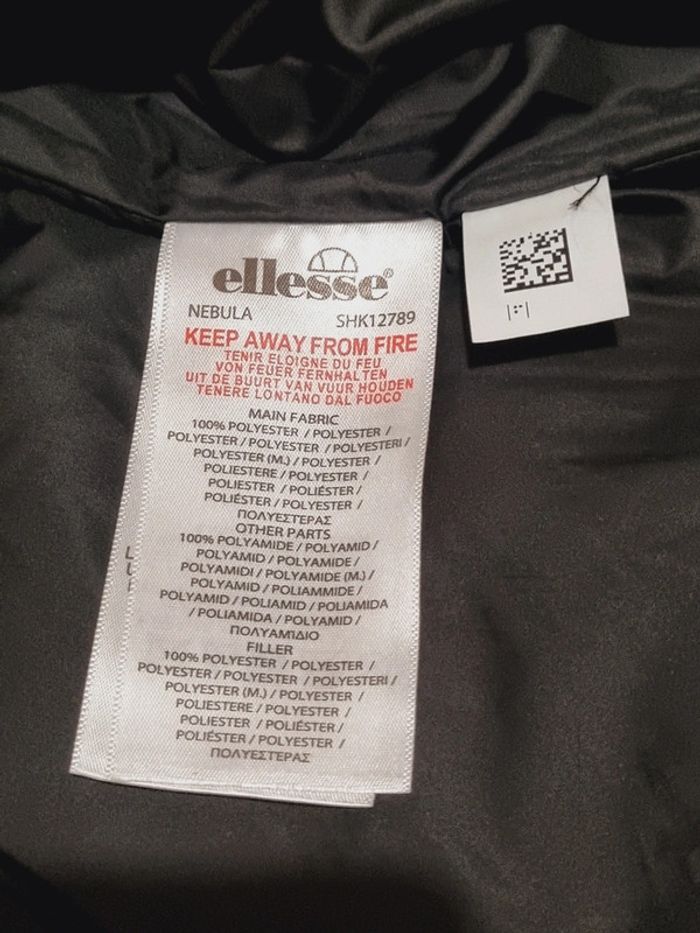 ellesse®
NEBULA SHK12789
KEEP AWAY FROM FIRE
TENIR ELOIGNE DU FEU
VON FEUER FERNHALTEN
UIT DE BUURT VAN VUUR HOUDEN
TENERE LONTANO DAL FUOCO
MAIN FABRIC
100% POLYESTER / POLYESTER /
POLYESTER / POLYESTER / POLYESTERI /
POLYESTER (M.) / POLYESTER /
POLIESTERE / POLYESTER /
POLIESTER / POLIÉSTER /
POLIÉSTER / POLYESTER /
ΠΟΛΥΕΣΤΕΡΑΣ
OTHER PARTS
100% POLYAMIDE / POLYAMID /
POLYAMID / POLYAMIDE /
POLYAMIDI / POLYAMIDE (M.) /
POLYAMID / POLIAMMIDE /
POLYAMID / POLIAMID / POLIAMIDA
/ POLIAMIDA / POLYAMID /
ΠΟΛΥΑΜΊΔΙΟ
FILLER
100% POLYESTER / POLYESTER /
POLYESTER / POLYESTER / POLYESTERI /
POLYESTER (M.) / POLYESTER /
POLIESTERE / POLYESTER /
POLIESTER / POLIÉSTER /
POLIÉSTER / POLYESTER /
ΠΟΛΥΕΣΤΕΡΑΣ